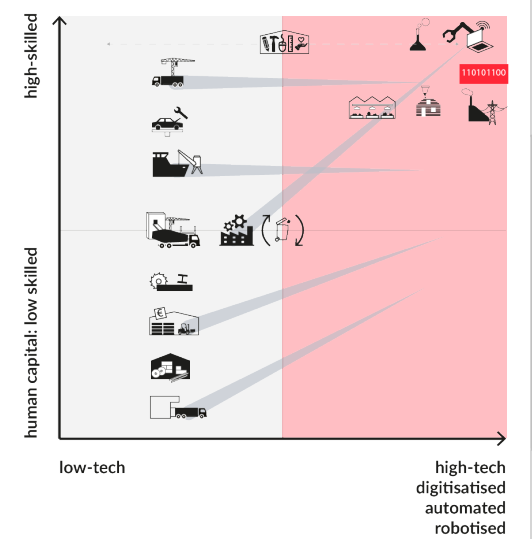 high-skilled
human capital: low skilled
110101100
€
low-tech
high-tech
digitisatised
automated
robotised